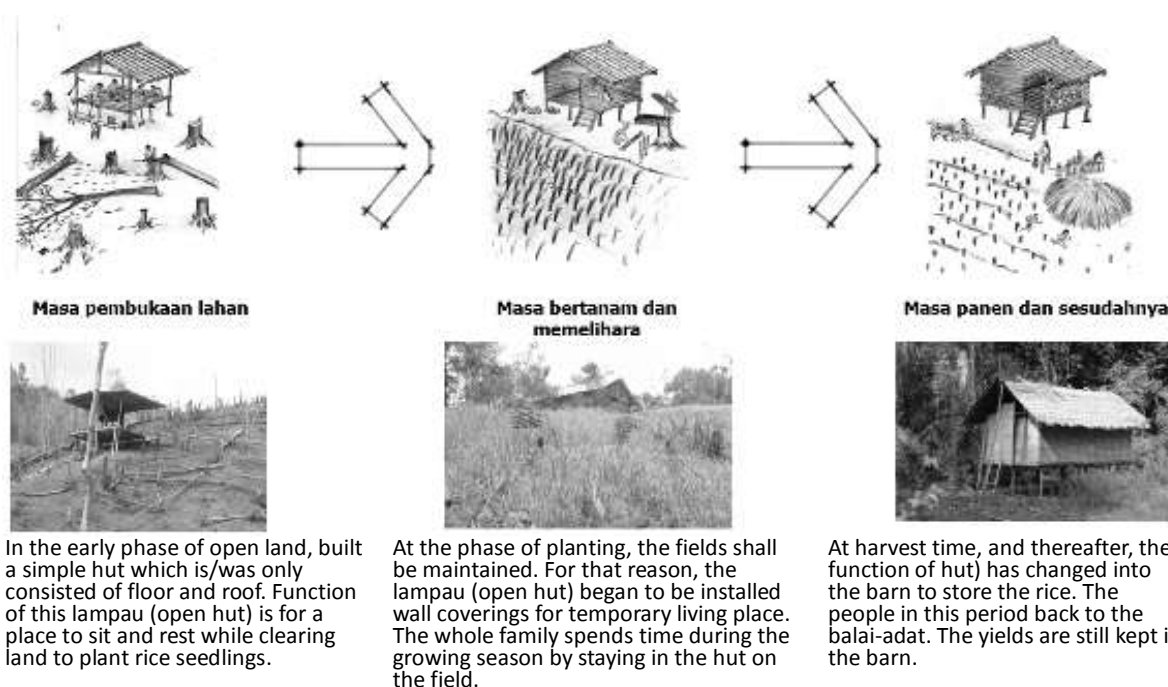 Masa pembukaan lahan
Masa bertanam dan
memelihara
Masa panen dan sesudahnya
In the early phase of open land, built
a simple hut which is/was only
consisted of floor and roof. Function
of this lampau (open hut) is for a
place to sit and rest while clearing
land to plant rice seedlings.
At the phase of planting, the fields shall
be maintained. For that reason, the
lampau (open hut) began to be installed
wall coverings for temporary living place.
The whole family spends time during the
growing season by staying in the hut on
the field.
At harvest time, and thereafter, the
function of hut) has changed into
the barn to store the rice. The
people in this period back to the
balai-adat. The yields are still kept i
the barn.